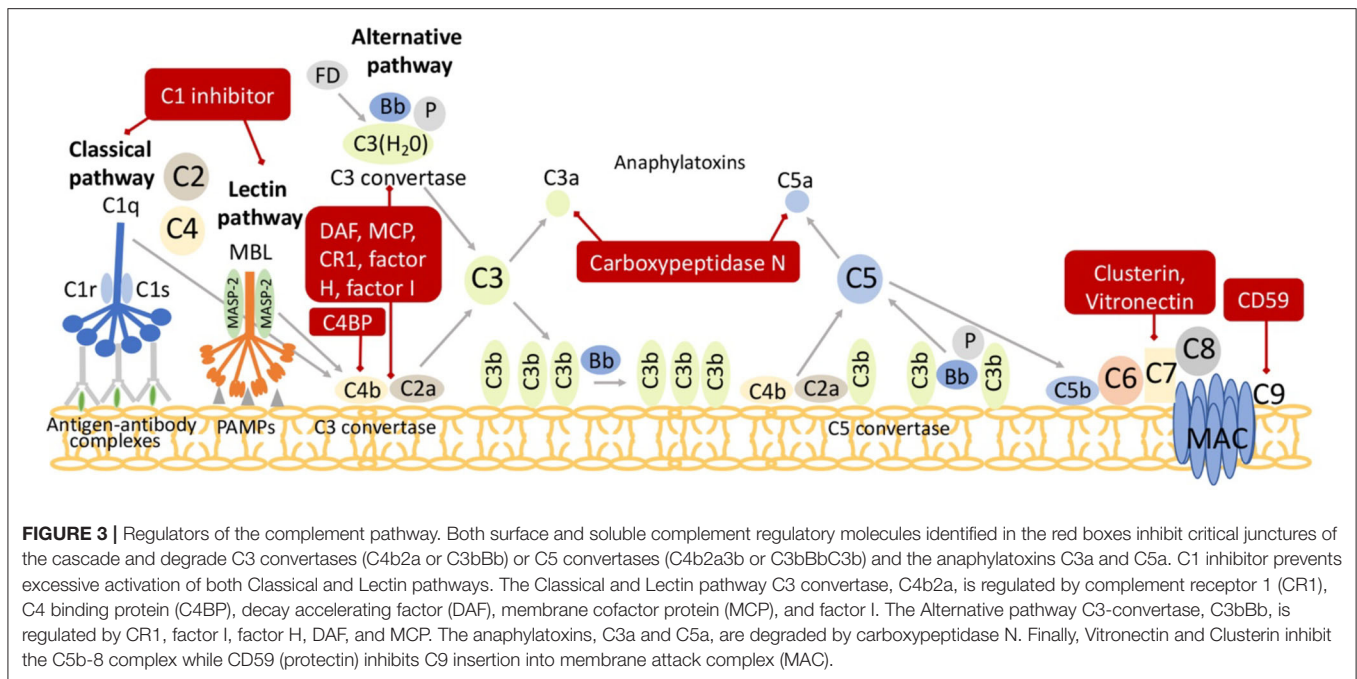 Alternative
pathway
FD
Bb
P
C3(H20)
C3 convertase
C1 inhibitor
Classical
pathway
C2
C4
Lectin
pathway
C1q
MBL
C1r
C1s
MASP-2
MASP-2
DAF, MCP,
CR1, factor
H, factor I
C4BP
Anaphylatoxins
C3a
C5a
Carboxypeptidase N
C3
C5
Clusterin,
Vitronectin
CD59
C4b
C2a
C3b
C3b
C3b
Bb
C3b
C3b
C3b
C4b
C2a
C3b
C3b
P
Bb
C3b
C5b
C6
C7
C8
C9
MAC
Antigen-antibody
complexes
PAMPs
C3 convertase
C5 convertase
FIGURE 3 | Regulators of the complement pathway. Both surface and soluble complement regulatory molecules identified in the red boxes inhibit critical junctures of
the cascade and degrade C3 convertases (C4b2a or C3bBb) or C5 convertases (C4b2a3b or C3bBbC3b) and the anaphylatoxins C3a and C5a. C1 inhibitor prevents
excessive activation of both Classical and Lectin pathways. The Classical and Lectin pathway C3 convertase, C4b2a, is regulated by complement receptor 1 (CR1),
C4 binding protein (C4BP), decay accelerating factor (DAF), membrane cofactor protein (MCP), and factor I. The Alternative pathway C3-convertase, C3bBb, is
regulated by CR1, factor I, factor H, DAF, and MCP. The anaphylatoxins, C3a and C5a, are degraded by carboxypeptidase N. Finally, Vitronectin and Clusterin inhibit
the C5b-8 complex while CD59 (protectin) inhibits C9 insertion into membrane attack complex (MAC).